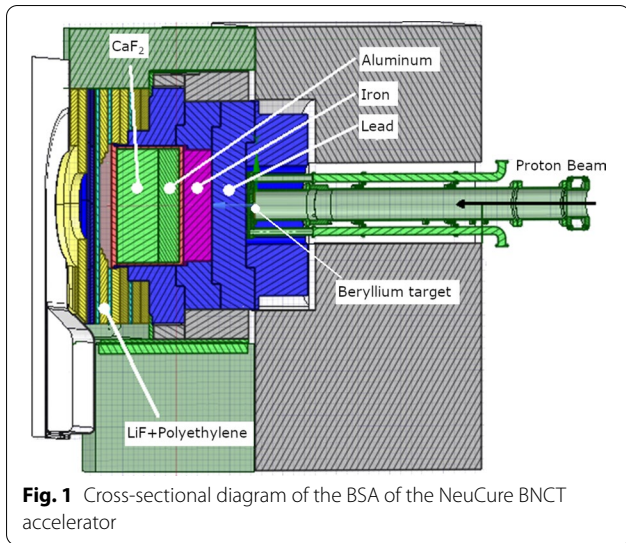 CaF₂
Aluminum
Iron
Lead
Proton Beam
Beryllium target
LiF+Polyethylene
Fig. 1 Cross-sectional diagram of the BSA of the NeuCure BNCT
accelerator